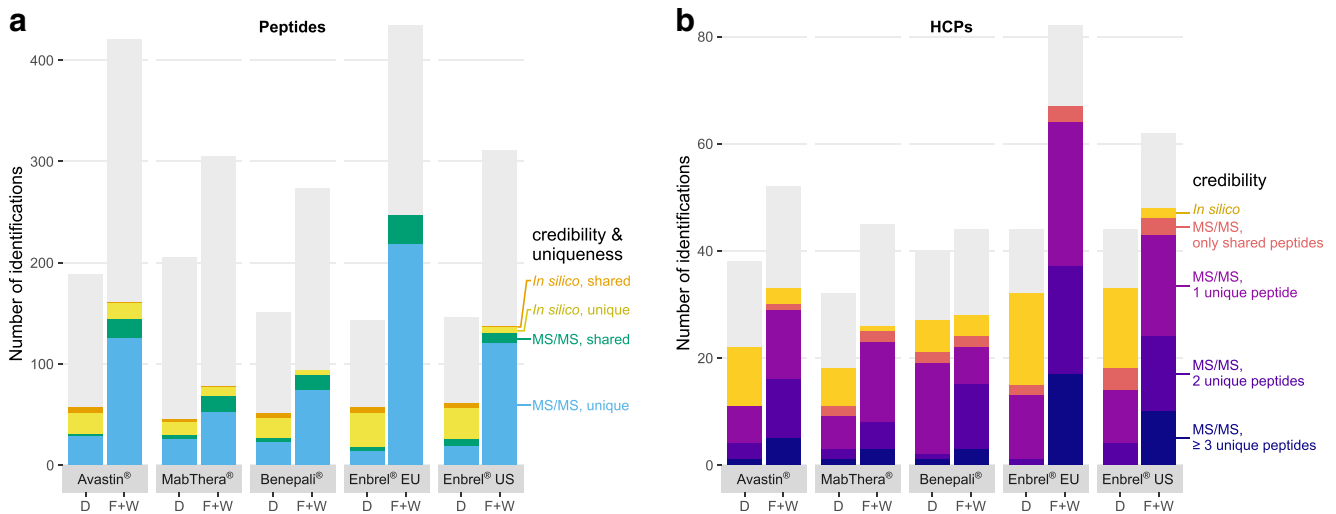 a
Peptides
Number of identifications
400
300
200
100
0
credibility &
uniqueness
In silico, shared
In silico, unique
MS/MS, shared
MS/MS, unique
Avastin® MabThera® Benepali® Enbrel® EU Enbrel® US
D F+W D F+W D F+W D F+W D F+W
b
HCPs
Number of identifications
80
60
40
20
0
credibility
In silico
MS/MS,
only shared peptides
MS/MS,
1 unique peptide
MS/MS,
2 unique peptides
MS/MS,
≥ 3 unique peptides
Avastin® MabThera® Benepali® Enbrel® EU Enbrel® US
D F+W D F+W D F+W D F+W D F+W